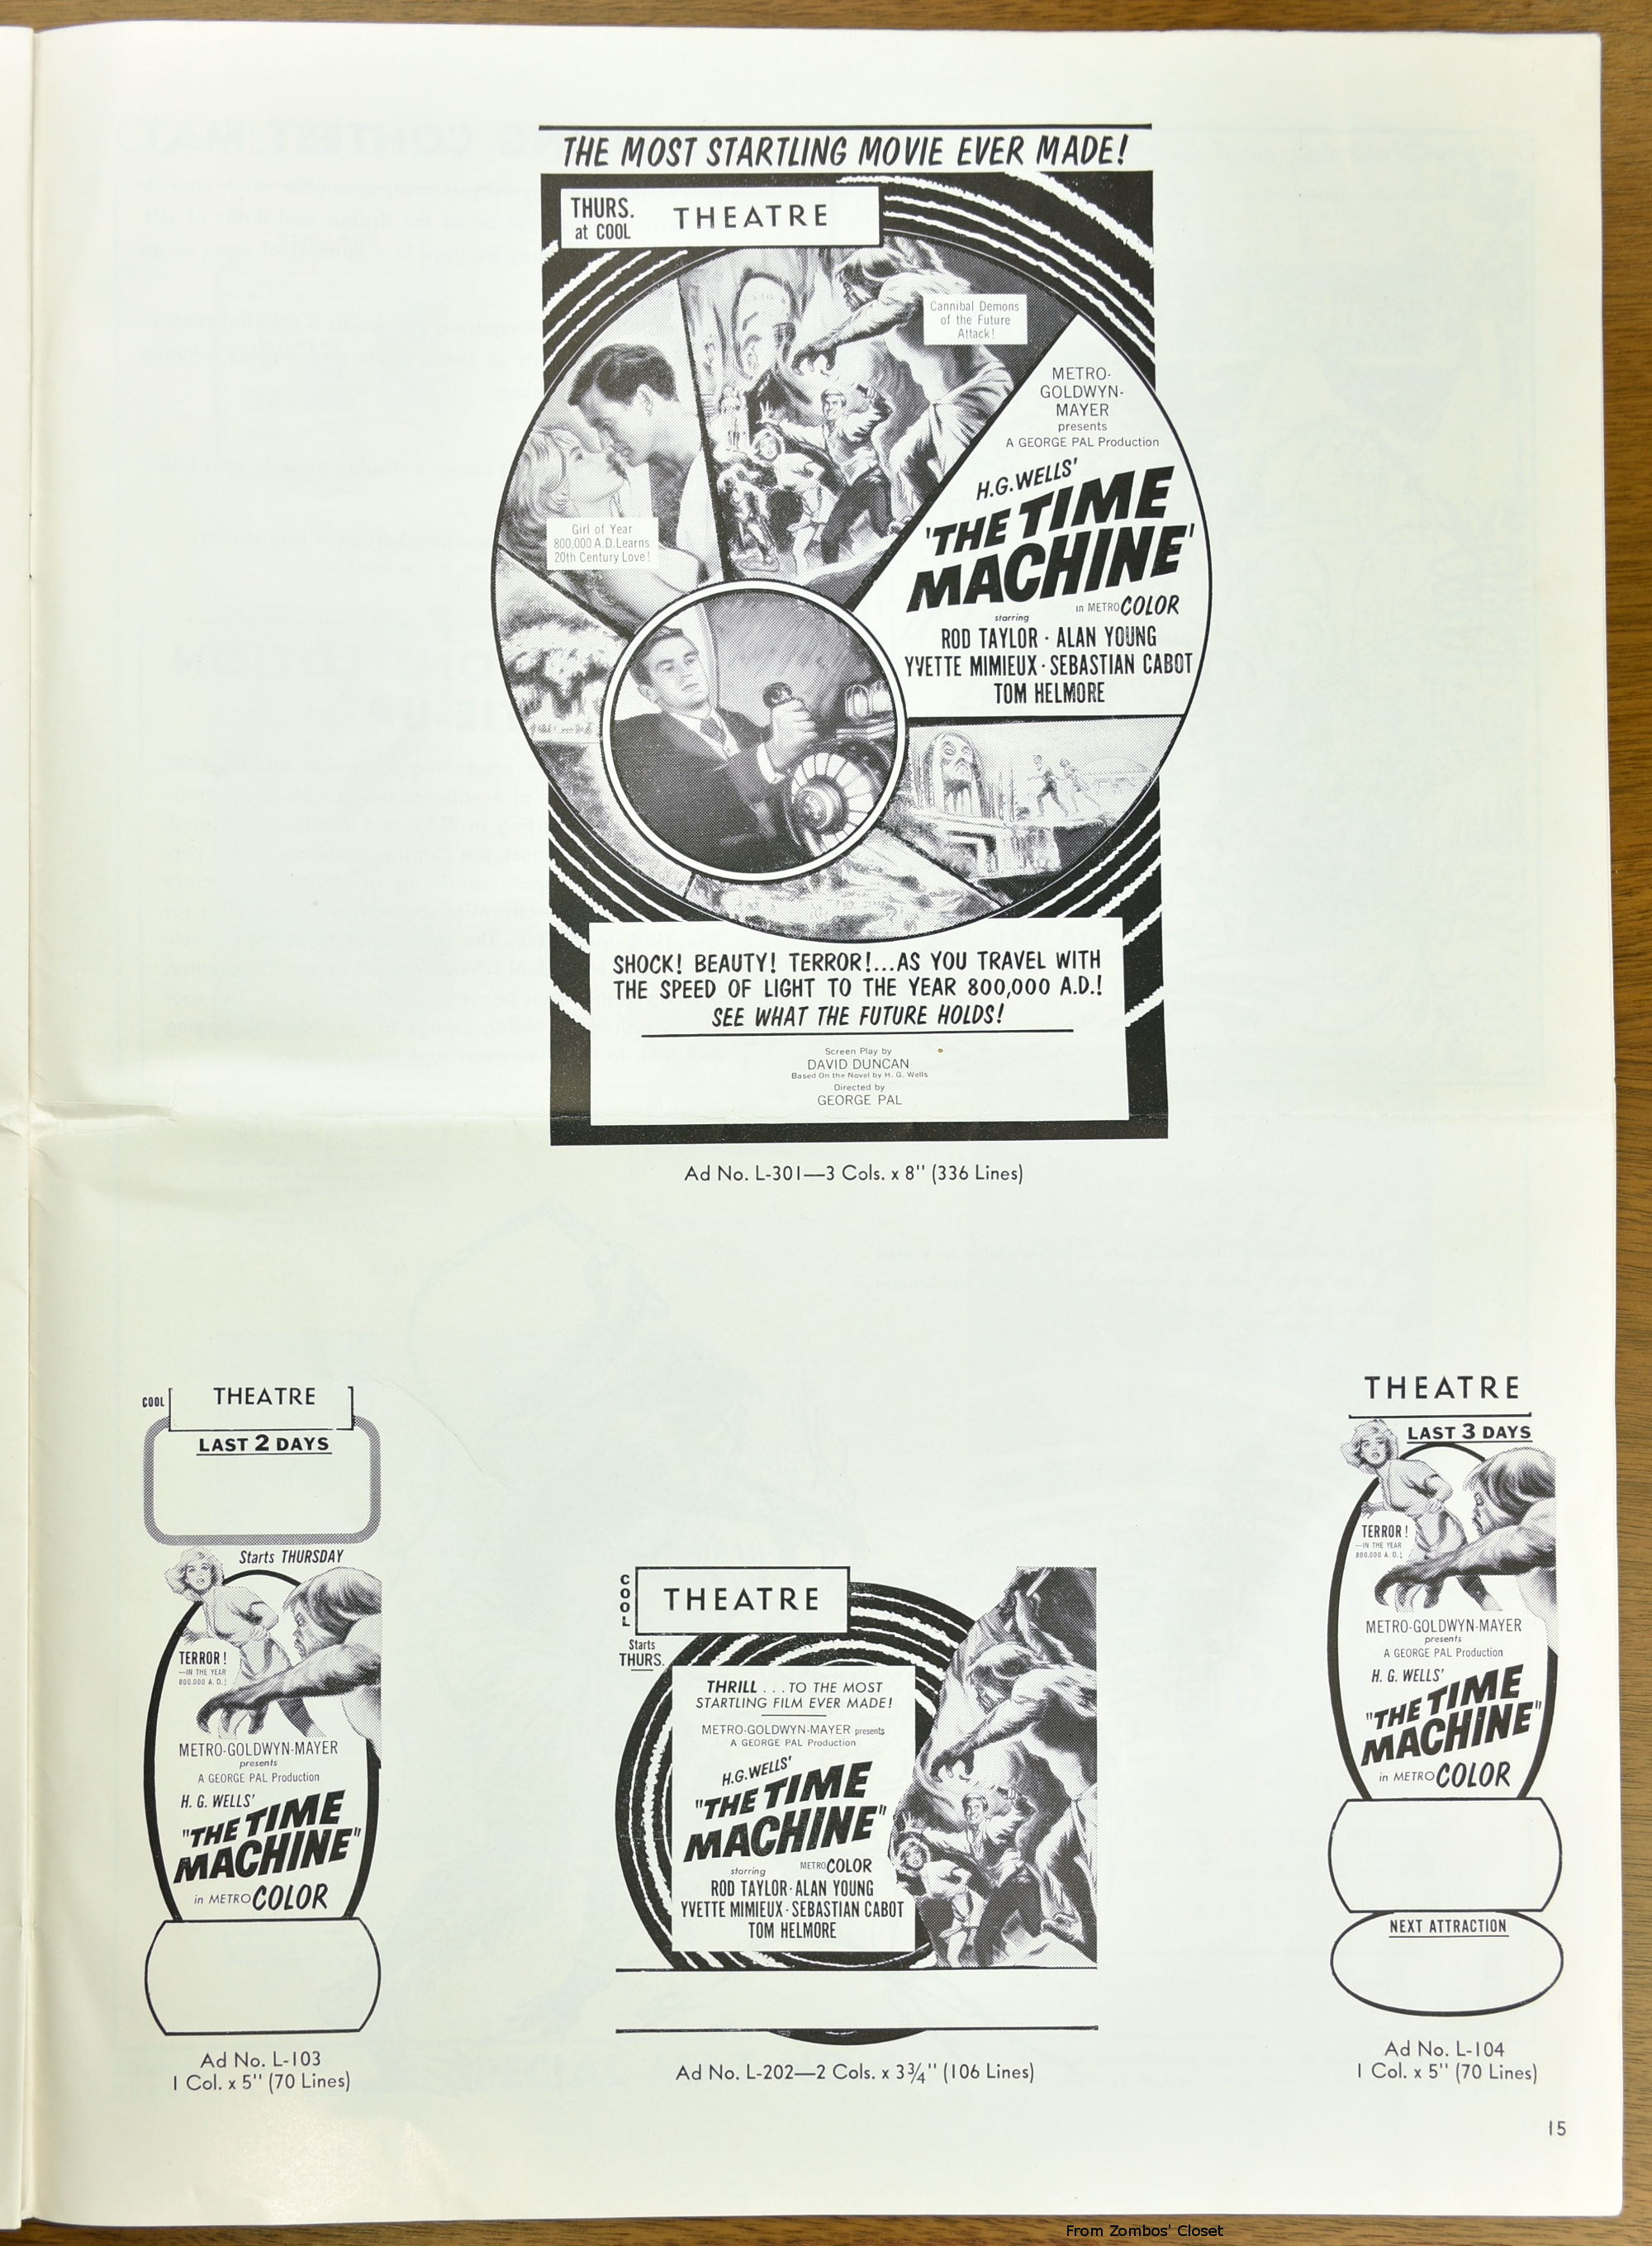 THE MOST STARTLING MOVIE EVER MADE!
THURS.
at COOL
THEATRE
Cannibal Demons
of the Future
Attack!
METRO-
GOLDWYN-
MAYER
presents
A GEORGE PAL Production
H.G.WELLS'
'THE TIME
MACHINE'
in METROCOLOR
starring
ROD TAYLOR · ALAN YOUNG
YVETTE MIMIEUX · SEBASTIAN CABOT
TOM HELMORE
Girl of Year
800,000 A.D. Learns
20th Century Love!
SHOCK! BEAUTY! TERROR!...AS YOU TRAVEL WITH
THE SPEED OF LIGHT TO THE YEAR 800,000 A.D.!
SEE WHAT THE FUTURE HOLDS!
Screen Play by
DAVID DUNCAN
Based On the Novel by H. G. Wells
Directed by
GEORGE PAL
Ad No. L-301—3 Cols. x 8" (336 Lines)
COOL
THEATRE
LAST 2 DAYS
Starts THURSDAY
TERROR!
—IN THE YEAR
800,000 A. D.!
METRO-GOLDWYN-MAYER
presents
A GEORGE PAL Production
H. G. WELLS'
"THE TIME
MACHINE"
in METROCOLOR
Ad No. L-103
1 Col. x 5" (70 Lines)
COOL
THEATRE
Starts
THURS.
THRILL ...TO THE MOST
STARTLING FILM EVER MADE!
METRO-GOLDWYN-MAYER presents
A GEORGE PAL Production
H.G.WELLS'
"THE TIME
MACHINE"
starring
METROCOLOR
ROD TAYLOR · ALAN YOUNG
YVETTE MIMIEUX · SEBASTIAN CABOT
TOM HELMORE
Ad No. L-202—2 Cols. x 3¾" (106 Lines)
THEATRE
LAST 3 DAYS
TERROR!
—IN THE YEAR
800,000 A. D.!
METRO-GOLDWYN-MAYER
presents
A GEORGE PAL Production
H. G. WELLS'
"THE TIME
MACHINE"
in METROCOLOR
NEXT ATTRACTION
Ad No. L-104
1 Col. x 5" (70 Lines)
15
From Zombos' Closet